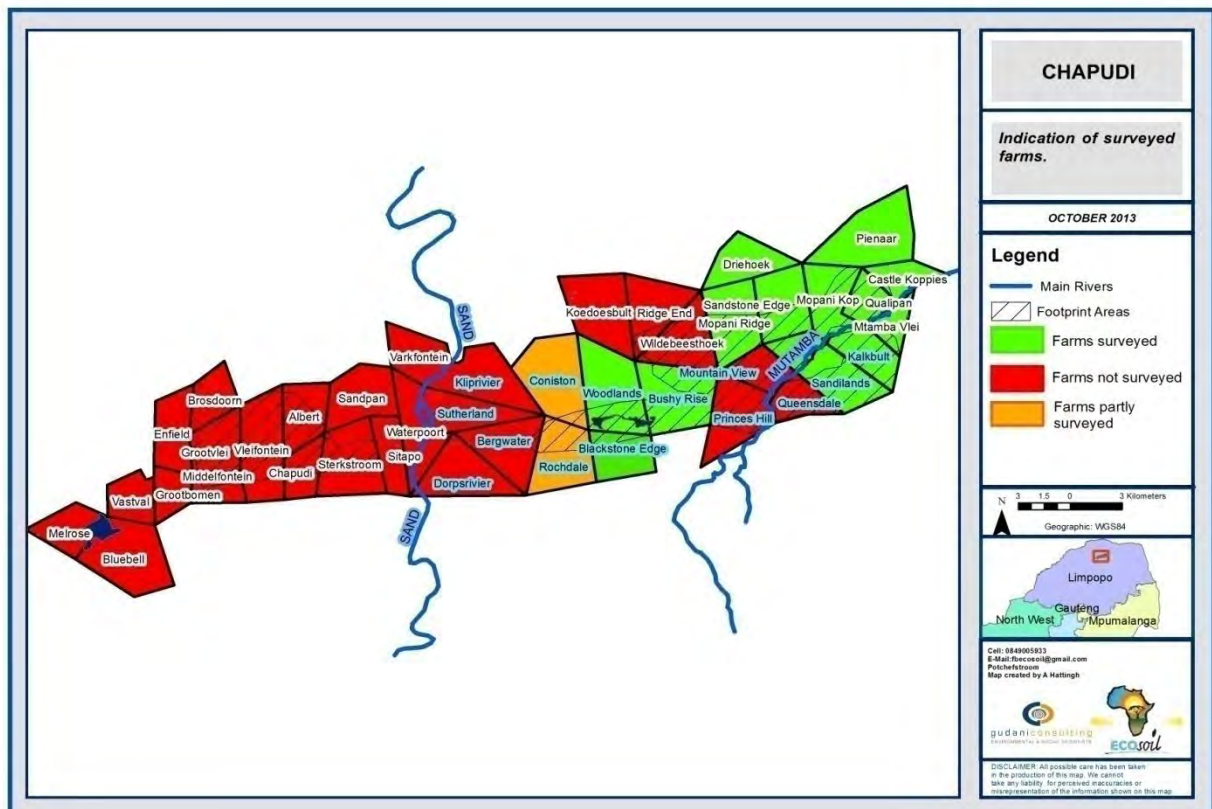 CHAPUDI
Indication of surveyed
farms.
OCTOBER 2013
Legend
Main Rivers
Footprint Areas
Farms surveyed
Farms not surveyed
Farms partly
surveyed
N
3 1.5 0 3 Kilometers
Geographic: WGS84
Limpopo
Gauteng
North West
Mpumalanga
Cell: 0849005933
E-Mail:fbecosoil@gmail.com
Potchefstroom
Map created by A Hattingh
gudaniconsulting
ECOsoil
DISCLAIMER: All possible care has been taken
in the production of this map. We cannot
take any liability for perceived inaccuracies or
misrepresentation of the information shown on this map
Pienaar
Driehoek
Castle Koppies
Koedoesbult
Ridge End
Sandstone Edge
Mopani Kop
Qualipan
Mopani Ridge
Mtamba Vlei
Wildebeesthoek
SAND
Varkfontein
Kalkbult
MUTAMBA
Mountain View
Kliprivier
Coniston
Sandilands
Woodlands
Bushy Rise
Brosdoorn
Sandpan
Queensdale
Albert
Sutherland
Princes Hill
Enfield
Waterpoort
Bergwater
Grootvlei
Vleifontein
Blackstone Edge
Sitapo
Sterkstroom
Rochdale
Middelfontein
Chapudi
Dorpsrivier
Grootbomen
Vastval
SAND
Melrose
Bluebell